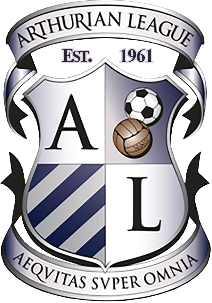 ARTHURIAN LEAGUE
EST. 1961
A
L
AEQVITAS SVPER OMNIA